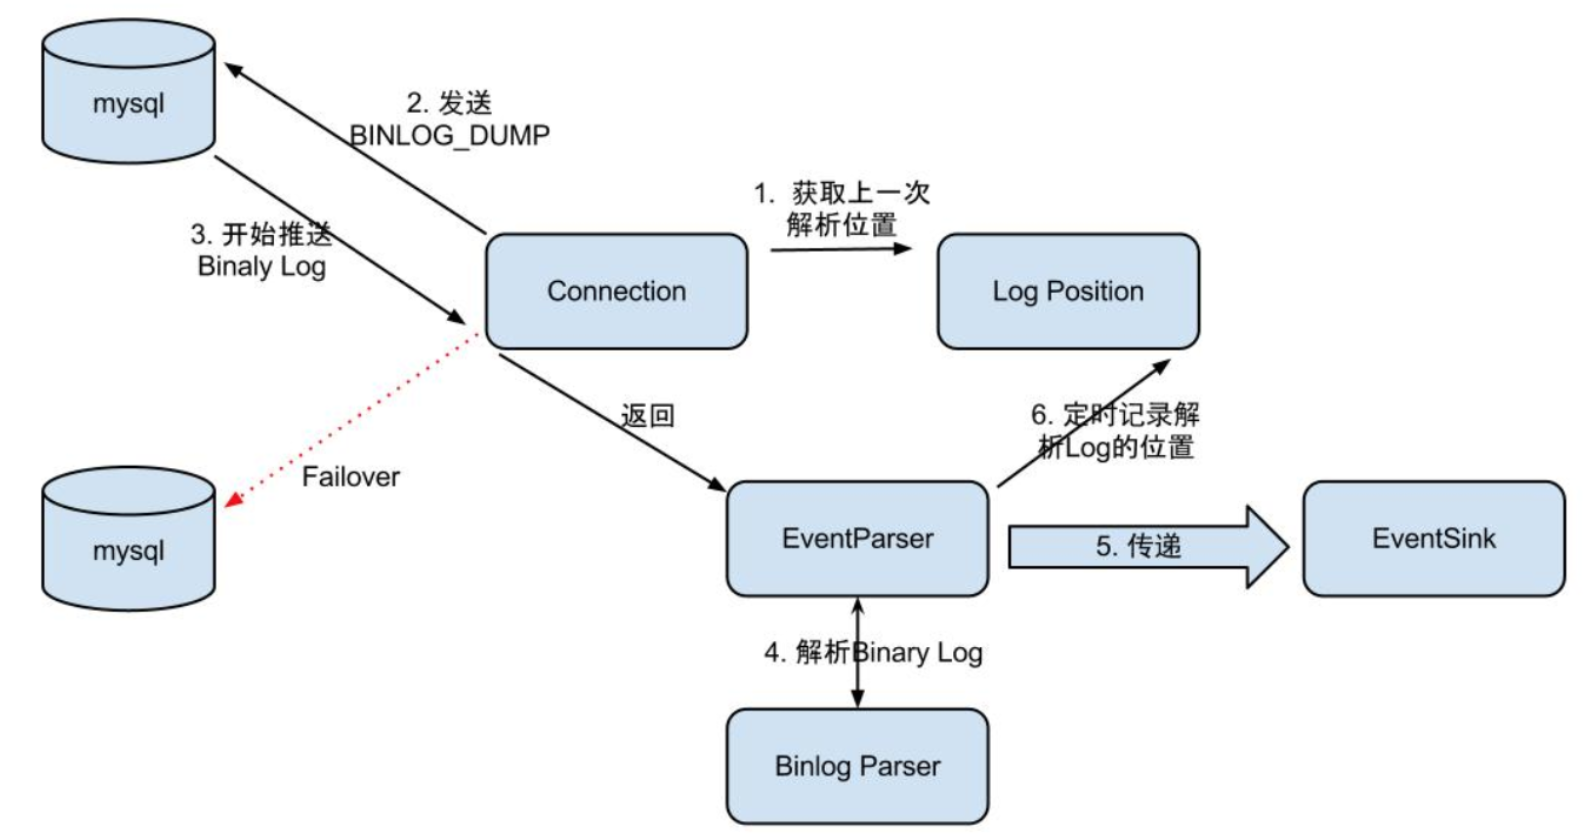 mysql
2. 发送
BINLOG_DUMP
1. 获取上一次
解析位置
3. 开始推送
Binaly Log
Connection
Log Position
返回
6. 定时记录解
析Log的位置
Failover
mysql
EventParser
5. 传递
EventSink
4. 解析Binary Log
Binlog Parser